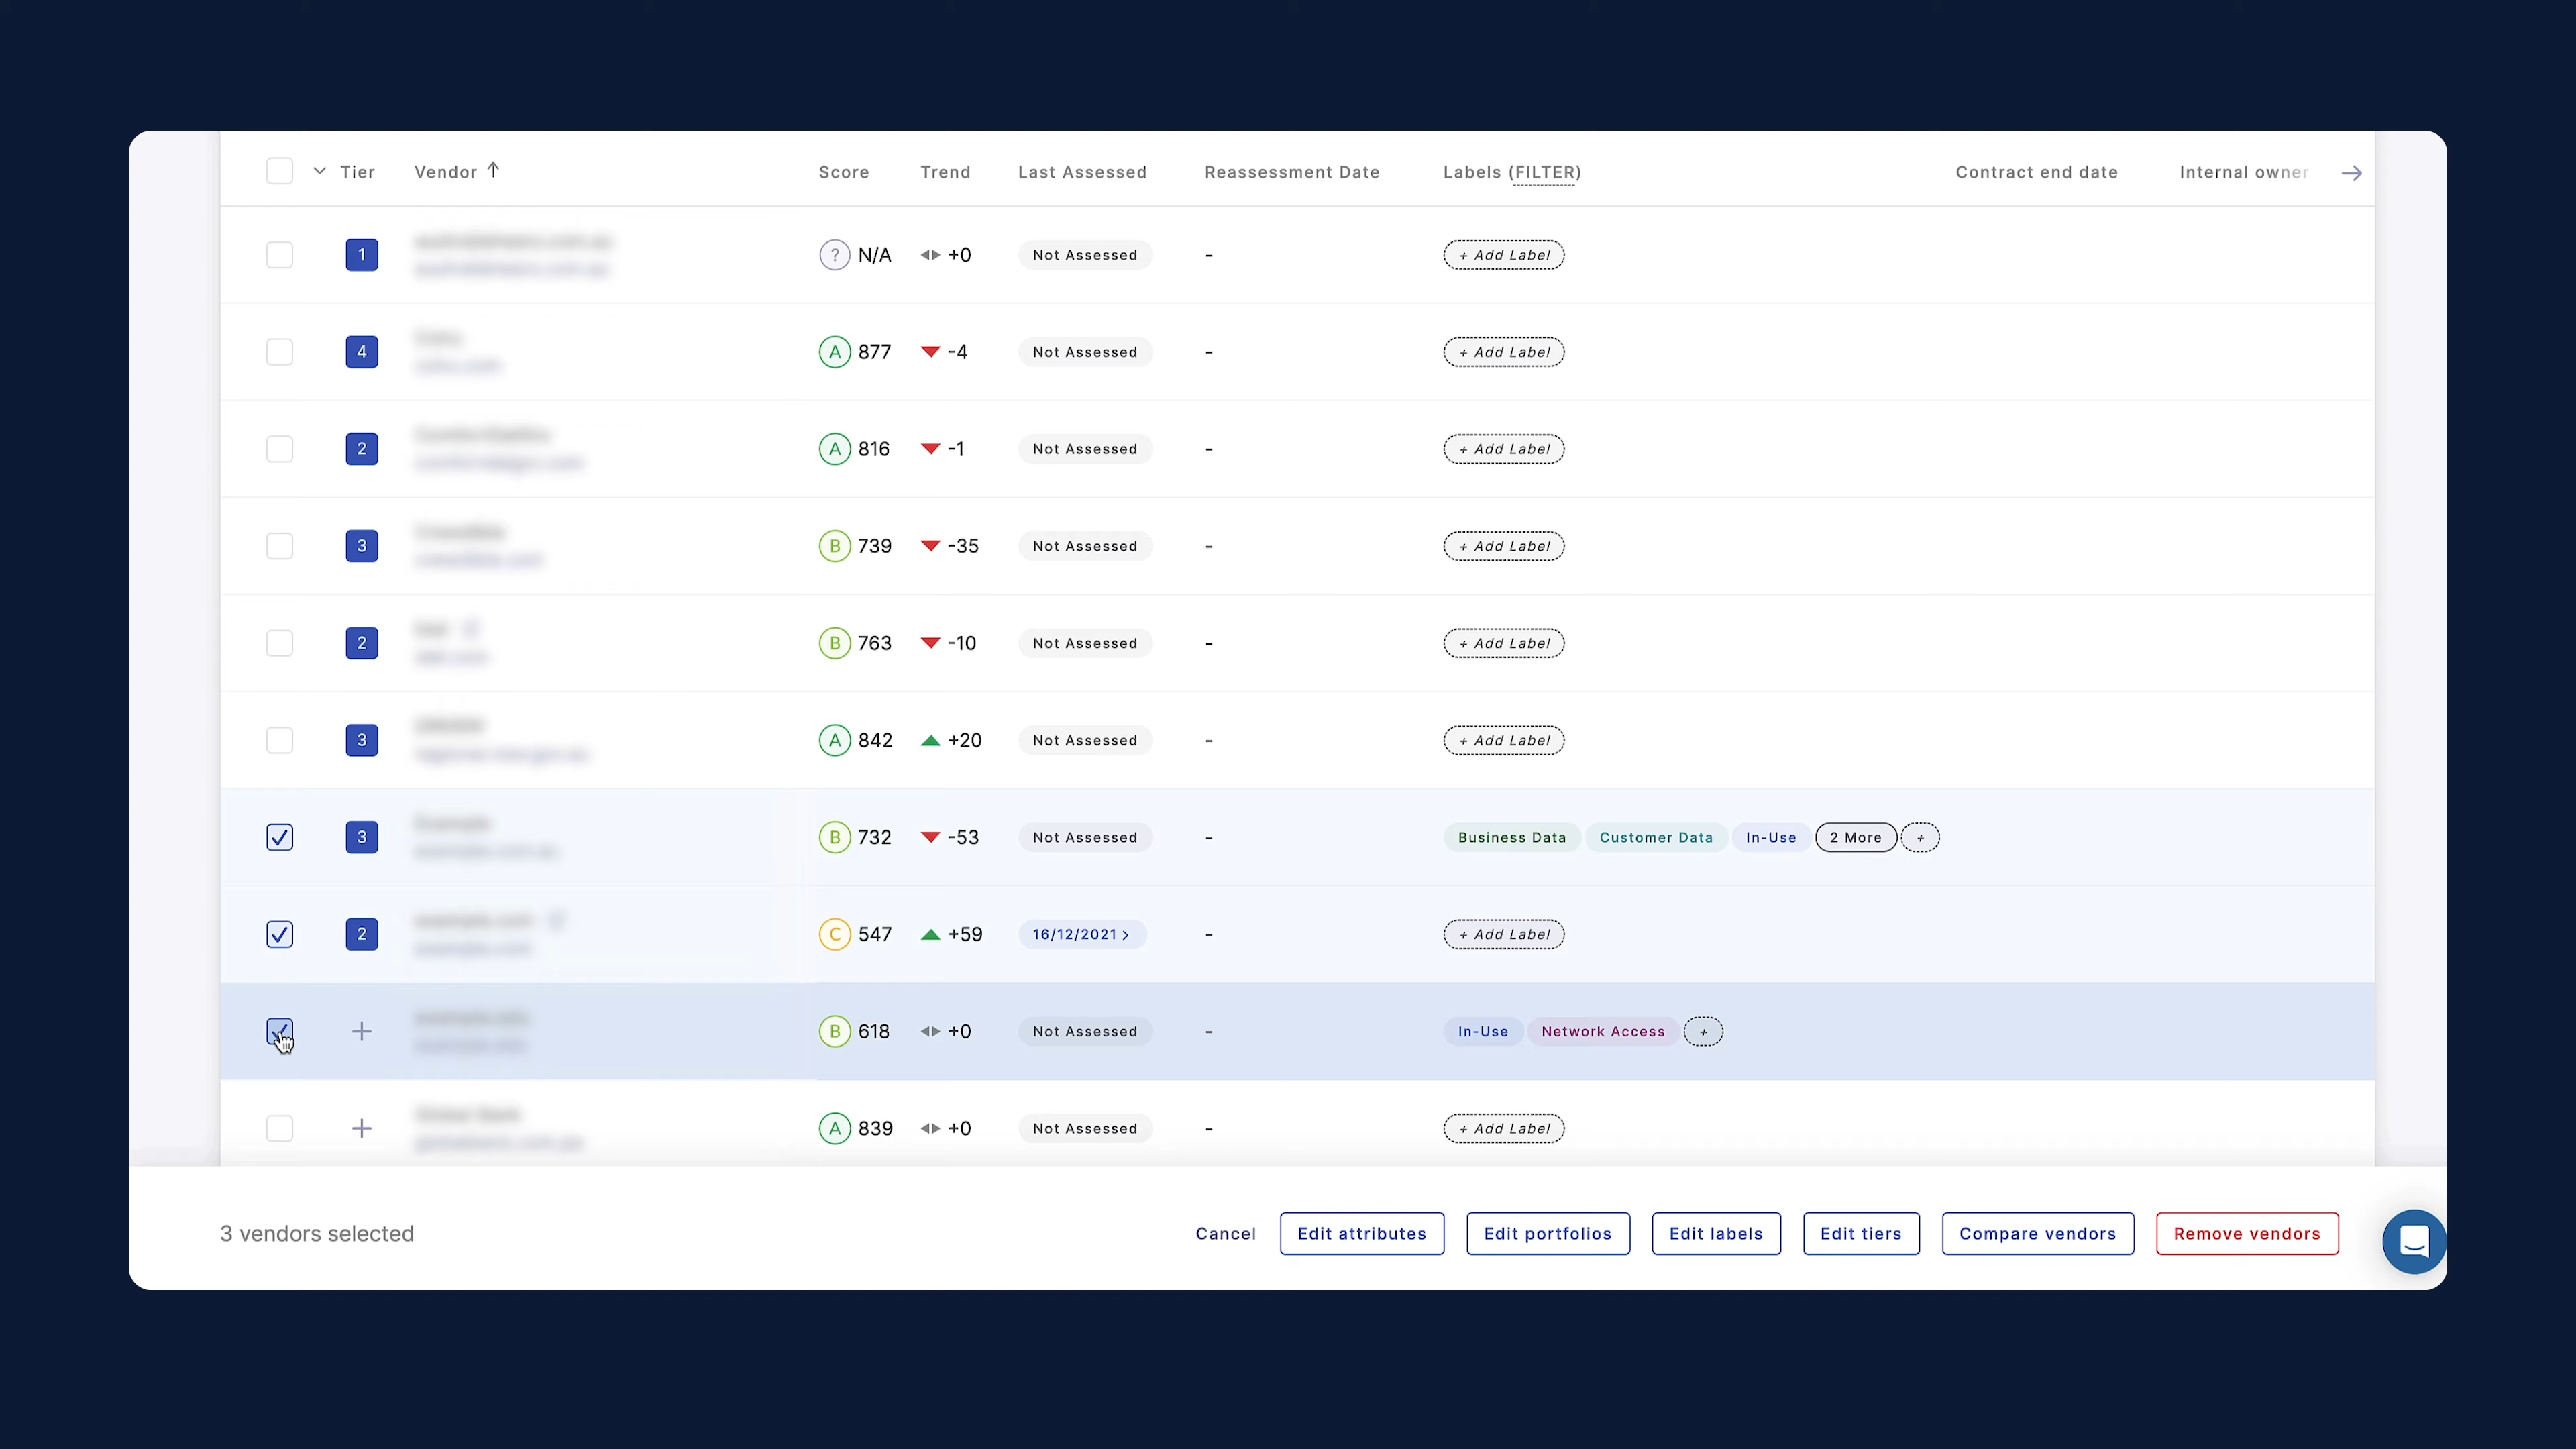 Tier Vendor Score Trend Last Assessed Reassessment Date Labels (FILTER) Contract end date Internal owner
1 ? N/A +0 Not Assessed - + Add Label
4 A 877 -4 Not Assessed - + Add Label
2 A 816 -1 Not Assessed - + Add Label
3 B 739 -35 Not Assessed - + Add Label
2 B 763 -10 Not Assessed - + Add Label
3 A 842 +20 Not Assessed - + Add Label
3 B 732 -53 Not Assessed - Business Data Customer Data In-Use 2 More +
2 C 547 +59 16/12/2021 > - + Add Label
+ B 618 +0 Not Assessed - In-Use Network Access +
+ A 839 +0 Not Assessed - + Add Label
3 vendors selected Cancel Edit attributes Edit portfolios Edit labels Edit tiers Compare vendors Remove vendors